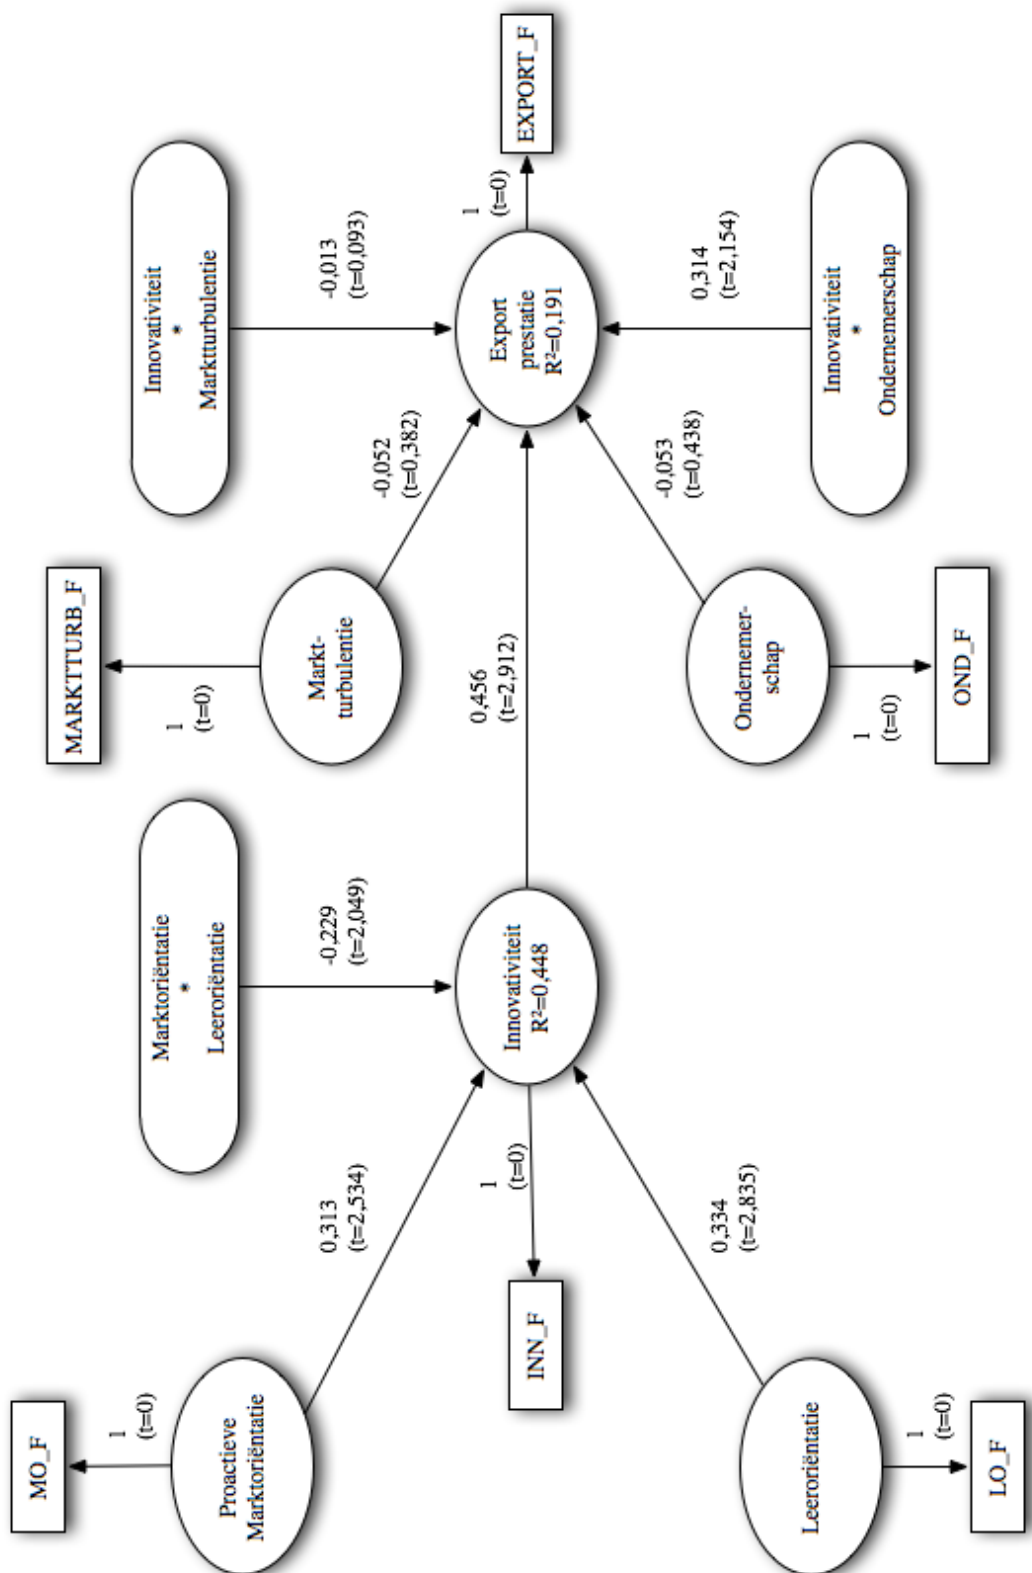 MO_F
1
(t=0)
Proactieve
Marktoriëntatie
0,313
(t=2,534)
Marktoriëntatie
*
Leeroriëntatie
-0,229
(t=2,049)
INN_F
1
(t=0)
Innovativiteit
R²=0,448
Leeroriëntatie
0,334
(t=2,835)
1
(t=0)
LO_F
MARKTTURB_F
1
(t=0)
Markt-
turbulentie
-0,052
(t=0,382)
Innovativiteit
*
Marktturbulentie
-0,013
(t=0,093)
0,456
(t=2,912)
Export
prestatie
R²=0,191
1
(t=0)
EXPORT_F
Ondernemer-
schap
-0,053
(t=0,438)
1
(t=0)
OND_F
0,314
(t=2,154)
Innovativiteit
*
Ondernemerschap